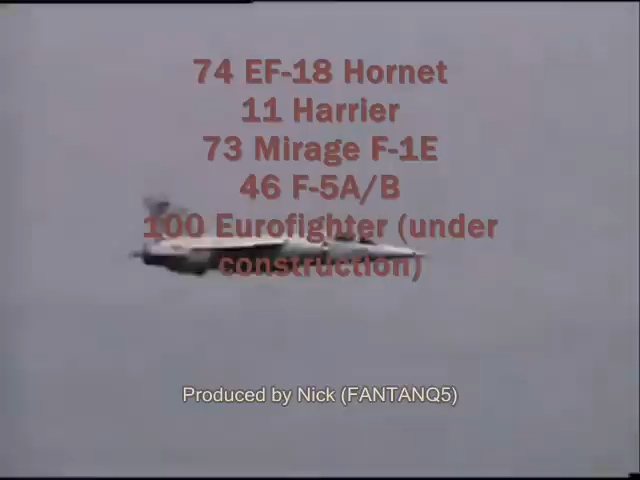 74 EF-18 Hornet
11 Harrier
73 Mirage F-1E
46 F-5A/B
100 Eurofighter (under
construction)
Produced by Nick (FANTANQ5)